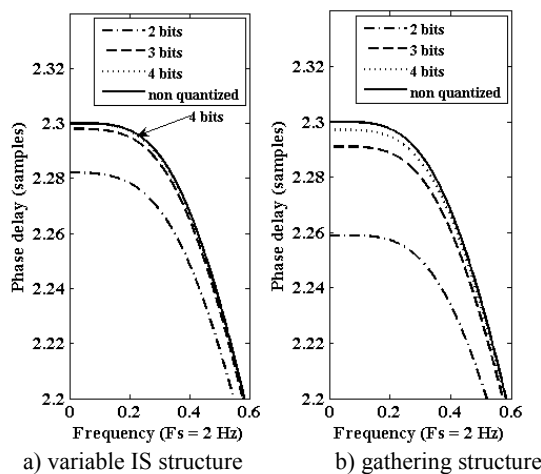 2 bits
3 bits
4 bits
non quantized
4 bits
2.32
2.3
2.28
2.26
2.24
2.22
2.2
Phase delay (samples)
0 0.2 0.4 0.6
Frequency (Fs = 2 Hz)
a) variable IS structure
2 bits
3 bits
4 bits
non quantized
2.32
2.3
2.28
2.26
2.24
2.22
2.2
Phase delay (samples)
0 0.2 0.4 0.6
Frequency (Fs = 2 Hz)
b) gathering structure